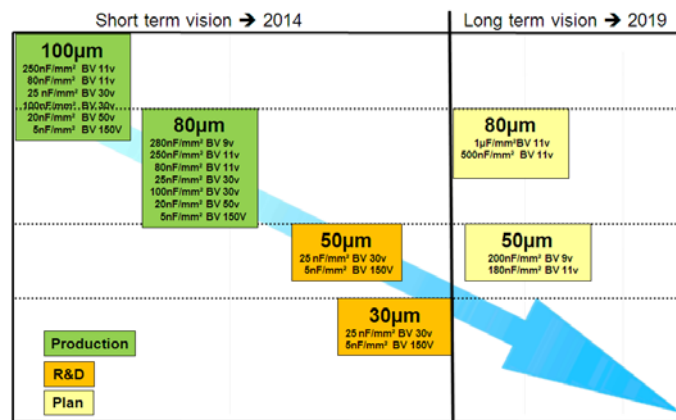 Short term vision → 2014
Long term vision → 2019
100µm
250nF/mm² BV 11v
80nF/mm² BV 11v
25 nF/mm² BV 30v
100nF/mm² BV 30v
20nF/mm² BV 50v
5nF/mm² BV 150V
80µm
280nF/mm² BV 9v
250nF/mm² BV 11v
80nF/mm² BV 11v
25nF/mm² BV 30v
100nF/mm² BV 30v
20nF/mm² BV 50v
5nF/mm² BV 150V
80µm
1µF/mm²BV 11v
500nF/mm² BV 11v
50µm
25 nF/mm² BV 30v
5nF/mm² BV 150V
50µm
200nF/mm² BV 9v
180nF/mm² BV 11v
30µm
25 nF/mm² BV 30v
5nF/mm² BV 150V
Production
R&D
Plan